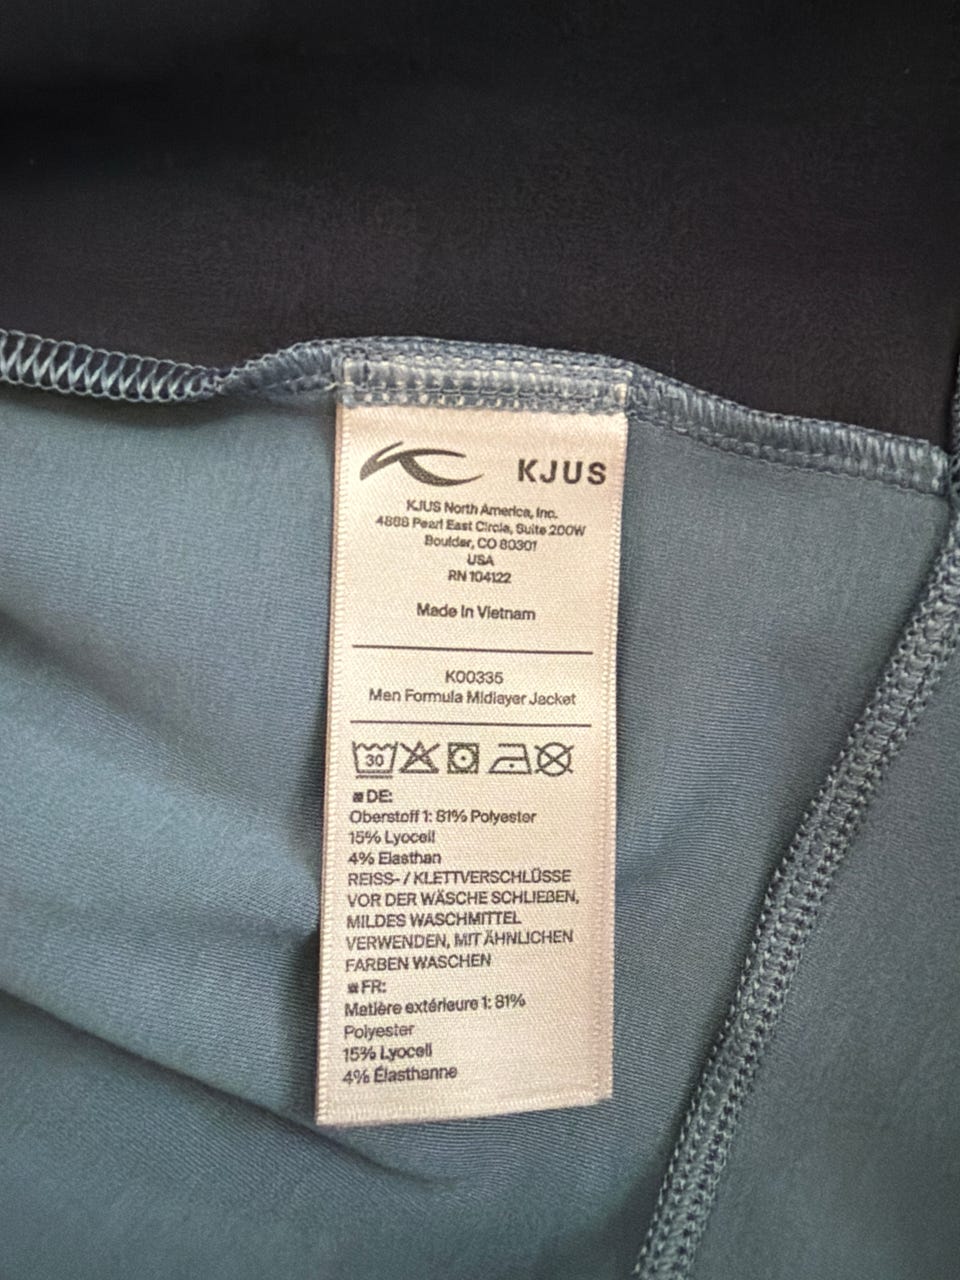 KJUS
KJUS North America, Inc.
4888 Pearl East Circle, Suite 200W
Boulder, CO 80301
USA
RN 104122
Made in Vietnam
K00335
Men Formula Midlayer Jacket
30
DE:
Oberstoff 1: 81% Polyester
15% Lyocell
4% Elasthan
REISS- / KLETTVERSCHLÜSSE
VOR DER WÄSCHE SCHLIEßEN,
MILDES WASCHMITTEL
VERWENDEN, MIT ÄHNLICHEN
FARBEN WASCHEN
FR:
Matière extérieure 1: 81%
Polyester
15% Lyocell
4% Élasthanne